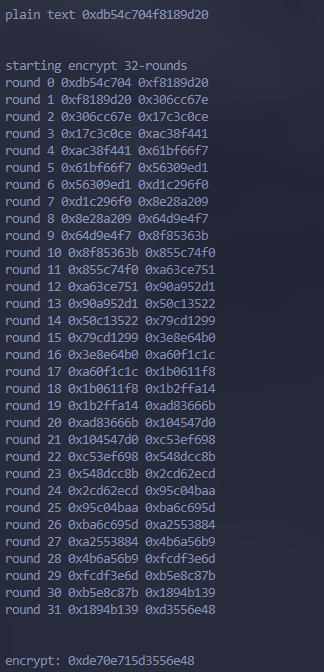 plain text 0xdb54c704f8189d20
starting encrypt 32-rounds
round 0 0xdb54c704 0xf8189d20
round 1 0xf8189d20 0x306cc67e
round 2 0x306cc67e 0x17c3c0ce
round 3 0x17c3c0ce 0xac38f441
round 4 0xac38f441 0x61bf66f7
round 5 0x61bf66f7 0x56309ed1
round 6 0x56309ed1 0xd1c296f0
round 7 0xd1c296f0 0x8e28a209
round 8 0x8e28a209 0x64d9e4f7
round 9 0x64d9e4f7 0x8f85363b
round 10 0x8f85363b 0x855c74f0
round 11 0x855c74f0 0xa63ce751
round 12 0xa63ce751 0x90a952d1
round 13 0x90a952d1 0x50c13522
round 14 0x50c13522 0x79cd1299
round 15 0x79cd1299 0x3e8e64b0
round 16 0x3e8e64b0 0xa60f1c1c
round 17 0xa60f1c1c 0x1b0611f8
round 18 0x1b0611f8 0x1b2ffa14
round 19 0x1b2ffa14 0xad83666b
round 20 0xad83666b 0x104547d0
round 21 0x104547d0 0xc53ef698
round 22 0xc53ef698 0x548dcc8b
round 23 0x548dcc8b 0x2cd62ecd
round 24 0x2cd62ecd 0x95c04baa
round 25 0x95c04baa 0xba6c695d
round 26 0xba6c695d 0xa2553884
round 27 0xa2553884 0x4b6a56b9
round 28 0x4b6a56b9 0xfcdf3e6d
round 29 0xfcdf3e6d 0xb5e8c87b
round 30 0xb5e8c87b 0x1894b139
round 31 0x1894b139 0xd3556e48
encrypt: 0xde70e715d3556e48